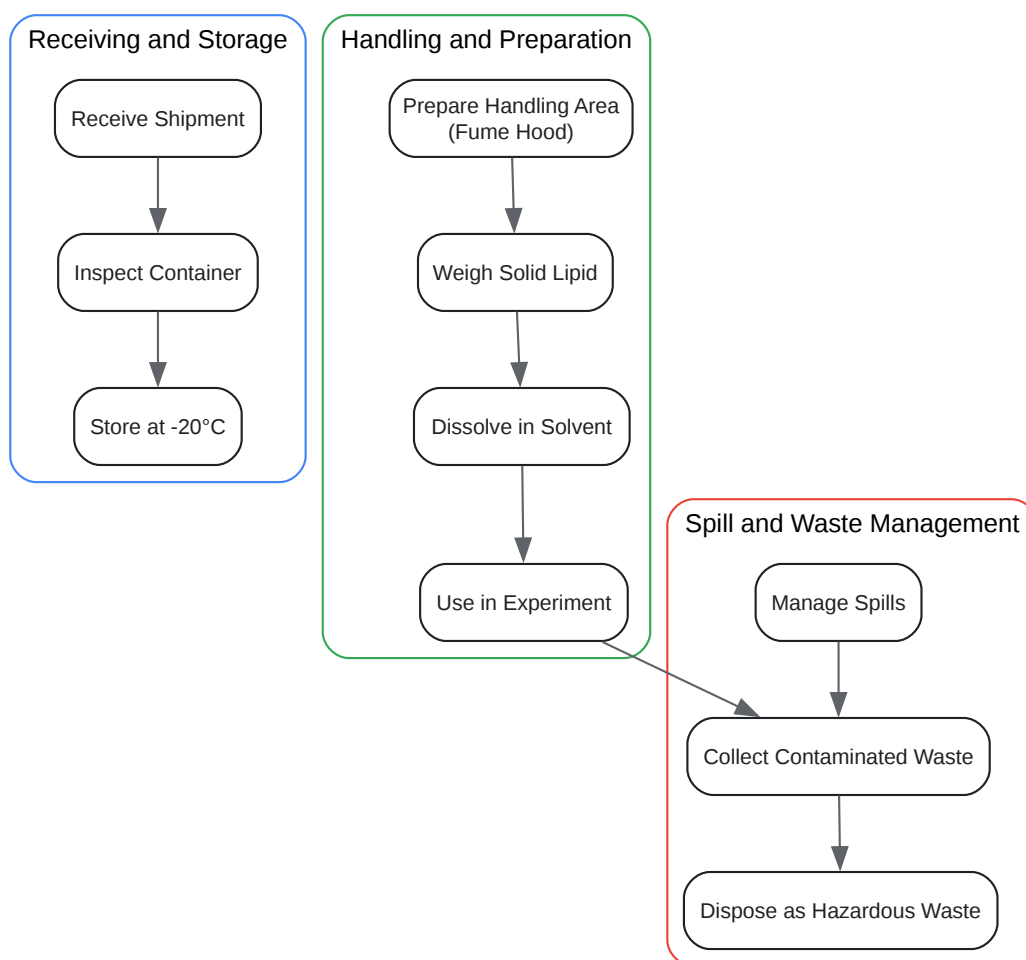 Receiving and Storage
Receive Shipment
Inspect Container
Store at -20°C
Handling and Preparation
Prepare Handling Area
(Fume Hood)
Weigh Solid Lipid
Dissolve in Solvent
Use in Experiment
Spill and Waste Management
Manage Spills
Collect Contaminated Waste
Dispose as Hazardous Waste